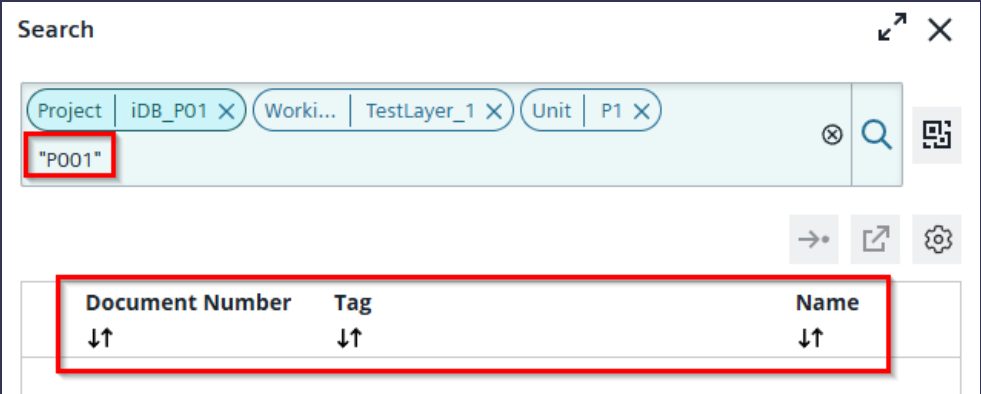 Search
Project iDB_P01 Worki... TestLayer_1 Unit P1
"P001"
Document Number Tag Name